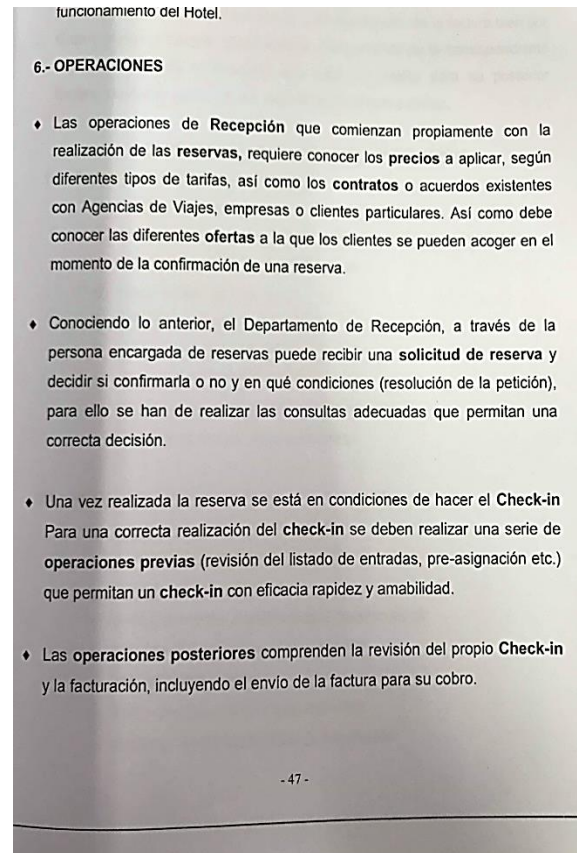 funcionamiento del Hotel.
6.- OPERACIONES
♦ Las operaciones de Recepción que comienzan propiamente con la
realización de las reservas, requiere conocer los precios a aplicar, según
diferentes tipos de tarifas, así como los contratos o acuerdos existentes
con Agencias de Viajes, empresas o clientes particulares. Así como debe
conocer las diferentes ofertas a la que los clientes se pueden acoger en el
momento de la confirmación de una reserva.
♦ Conociendo lo anterior, el Departamento de Recepción, a través de la
persona encargada de reservas puede recibir una solicitud de reserva y
decidir si confirmarla o no y en qué condiciones (resolución de la petición),
para ello se han de realizar las consultas adecuadas que permitan una
correcta decisión.
♦ Una vez realizada la reserva se está en condiciones de hacer el Check-in
Para una correcta realización del check-in se deben realizar una serie de
operaciones previas (revisión del listado de entradas, pre-asignación etc.)
que permitan un check-in con eficacia rapidez y amabilidad.
♦ Las operaciones posteriores comprenden la revisión del propio Check-in
y la facturación, incluyendo el envío de la factura para su cobro.
- 47 -